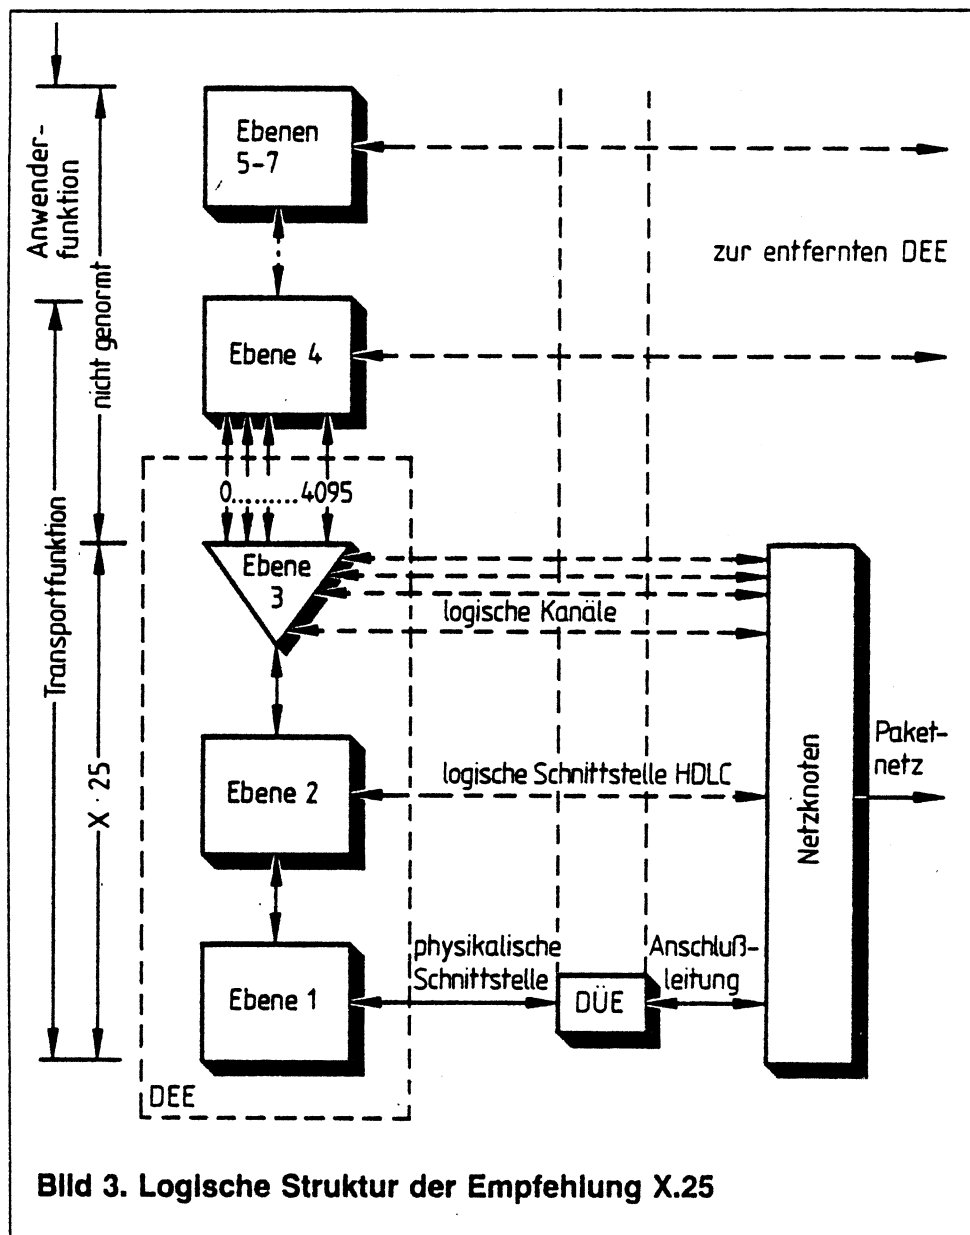 Anwender-
funktion
nicht genormt
Transportfunktion
X·25
Ebenen
5-7
zur entfernten DEE
Ebene 4
0.........4095
Ebene
3
logische Kanäle
Ebene 2
logische Schnittstelle HDLC
Netzknoten
Paket-
netz
Ebene 1
physikalische
Schnittstelle
DÜE
Anschluß-
leitung
DEE
Bild 3. Logische Struktur der Empfehlung X.25